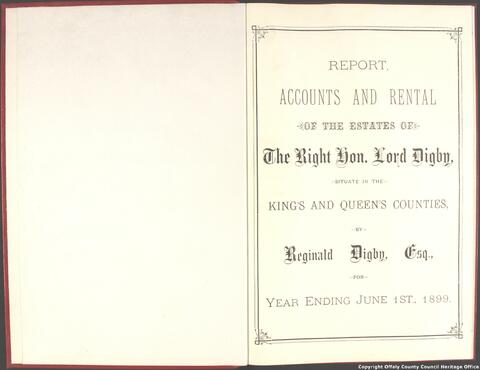 REPORT,
ACCOUNTS AND RENTAL
OF THE ESTATES OF
The Right Hon. Lord Digby,
SITUATE IN THE
KING'S AND QUEEN'S COUNTIES,
BY
Reginald Digby, Esq.,
FOR
YEAR ENDING JUNE 1ST., 1899.
Copyright Offaly County Council Heritage Office